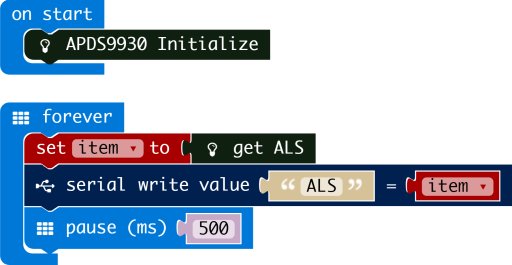 on start
APDS9930 Initialize
forever
set item to get ALS
serial write value “ ALS ” = item
pause (ms) 500